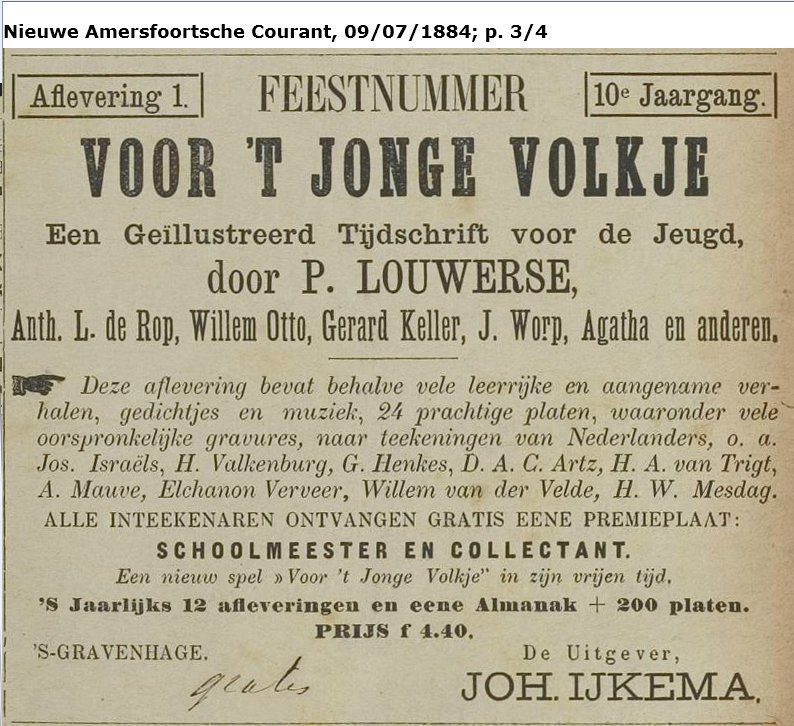 Nieuwe Amersfoortsche Courant, 09/07/1884; p. 3/4
Aflevering 1. FEESTNUMMER 10e Jaargang.
VOOR 'T JONGE VOLKJE
Een Geïllustreerd Tijdschrift voor de Jeugd,
door P. LOUWERSE,
Anth. L. de Rop, Willem Otto, Gerard Keller, J. Worp, Agatha en anderen.
Deze aflevering bevat behalve vele leerrijke en aangename ver-
halen, gedichtjes en muziek, 24 prachtige platen, waaronder vele
oorspronkelijke gravures, naar teekeningen van Nederlanders, o. a.
Jos. Israëls, H. Valkenburg, G. Henkes, D. A. C. Artz, H. A. van Trigt,
A. Mauve, Elchanon Verveer, Willem van der Velde, H. W. Mesdag.
ALLE INTEEKENAREN ONTVANGEN GRATIS EENE PREMIEPLAAT:
SCHOOLMEESTER EN COLLECTANT.
Een nieuw spel »Voor 't Jonge Volkje" in zijn vrijen tijd.
'S Jaarlijks 12 afleveringen en eene Almanak + 200 platen.
PRIJS f 4.40.
'S-GRAVENHAGE. De Uitgever,
gratis JOH. IJKEMA.